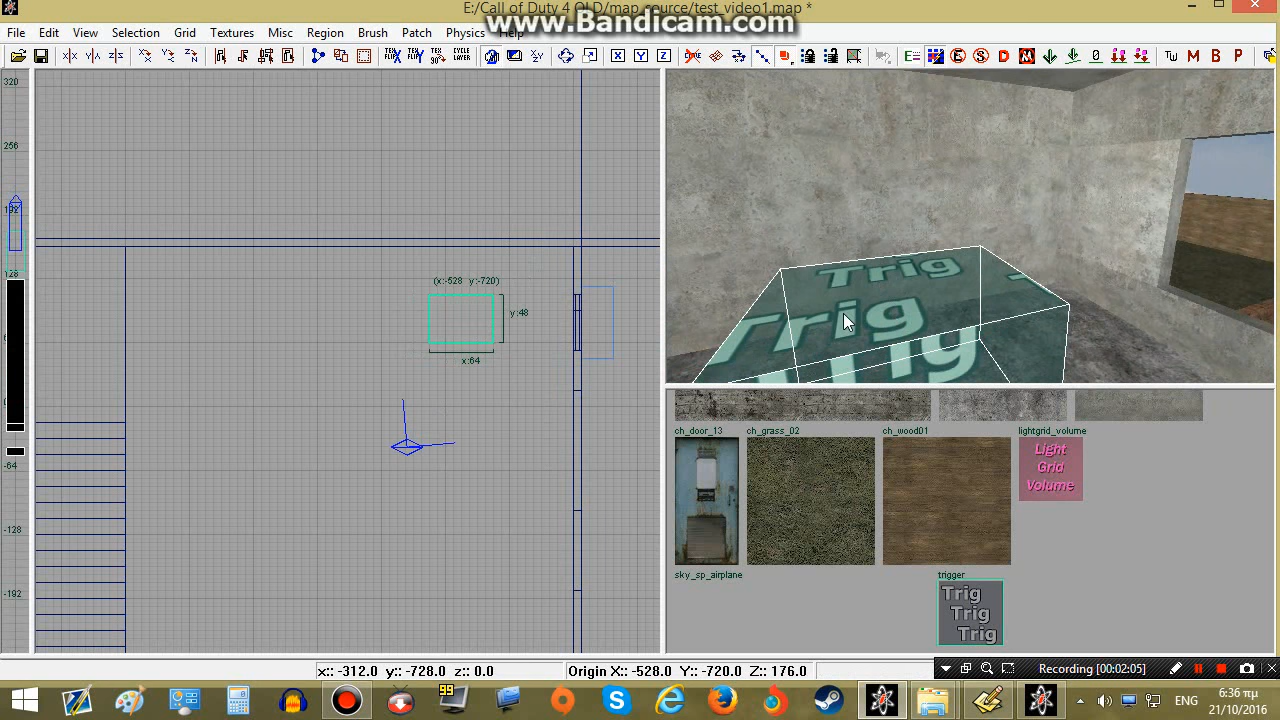 E:/Call of Duty 4 OLD/map_source/test_video1.map *
www.Bandicam.com
File Edit View Selection Grid Textures Misc Region Brush Patch Physics Help
320
256
192
128
-64
-128
-192
(x:-528 y:-720)
y:48
x:64
Trig
Trig
Trig
ch_door_13 ch_grass_02 ch_wood01 lightgrid_volume
Light
Grid
Volume
sky_sp_airplane trigger
Trig
Trig
Trig
x:: -312.0 y:: -728.0 z:: 0.0 Origin X:: -528.0 Y:: -720.0 Z:: 176.0
Recording [00:02:05]
99
ΕΗΓ
6:36 πμ
21/10/2016